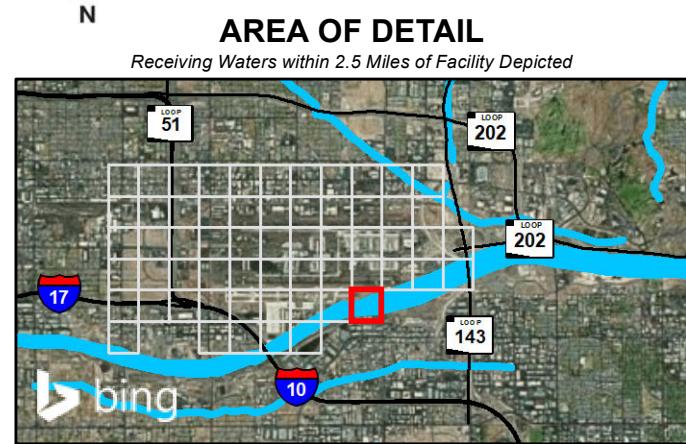 N
AREA OF DETAIL
Receiving Waters within 2.5 Miles of Facility Depicted
LOOP
51
LOOP
202
LOOP
202
17
LOOP
143
10
bing